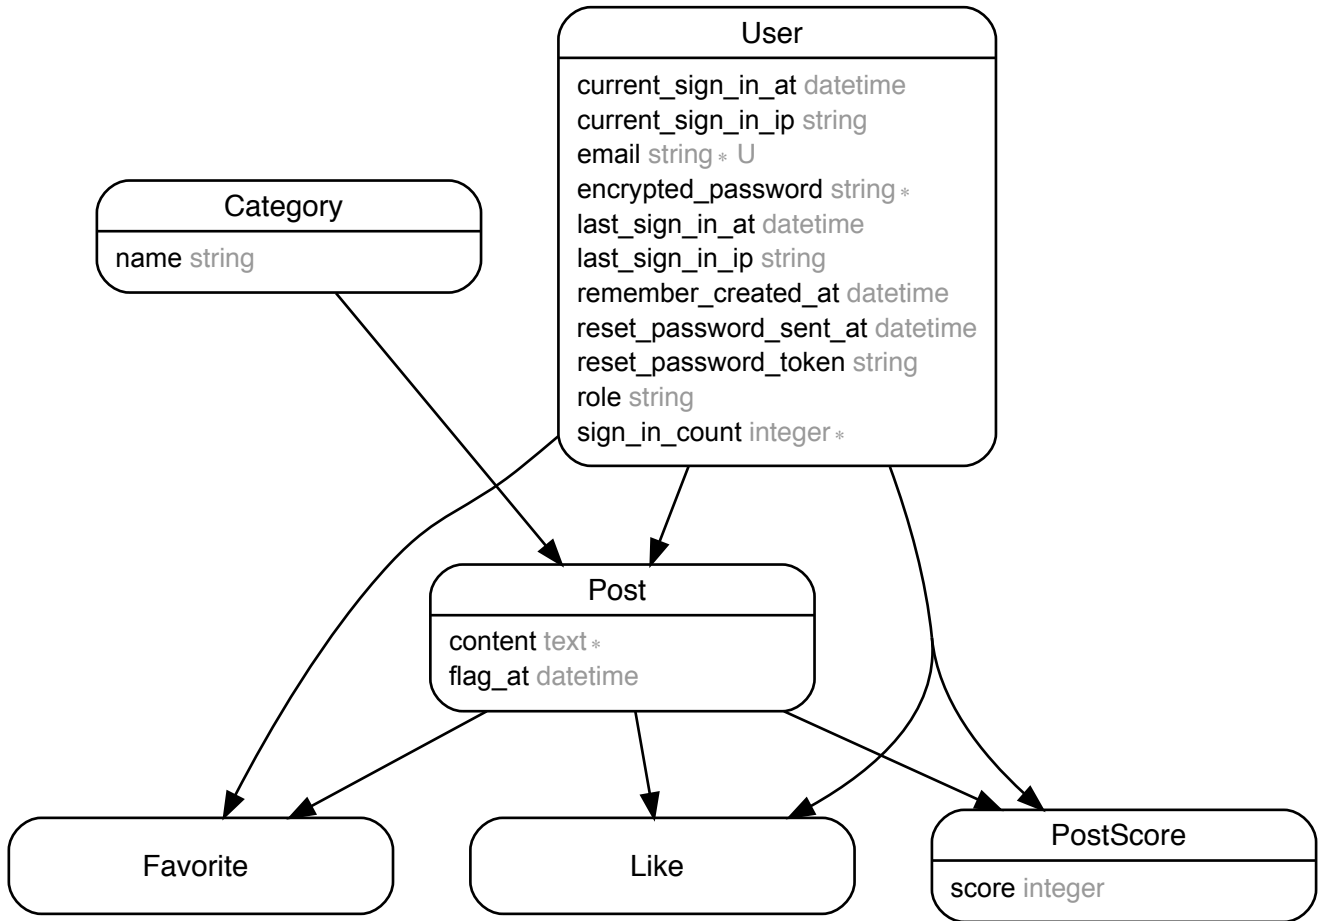 User
current_sign_in_at datetime
current_sign_in_ip string
email string * U
encrypted_password string *
last_sign_in_at datetime
last_sign_in_ip string
remember_created_at datetime
reset_password_sent_at datetime
reset_password_token string
role string
sign_in_count integer *
Category
name string
Post
content text *
flag_at datetime
Favorite
Like
PostScore
score integer